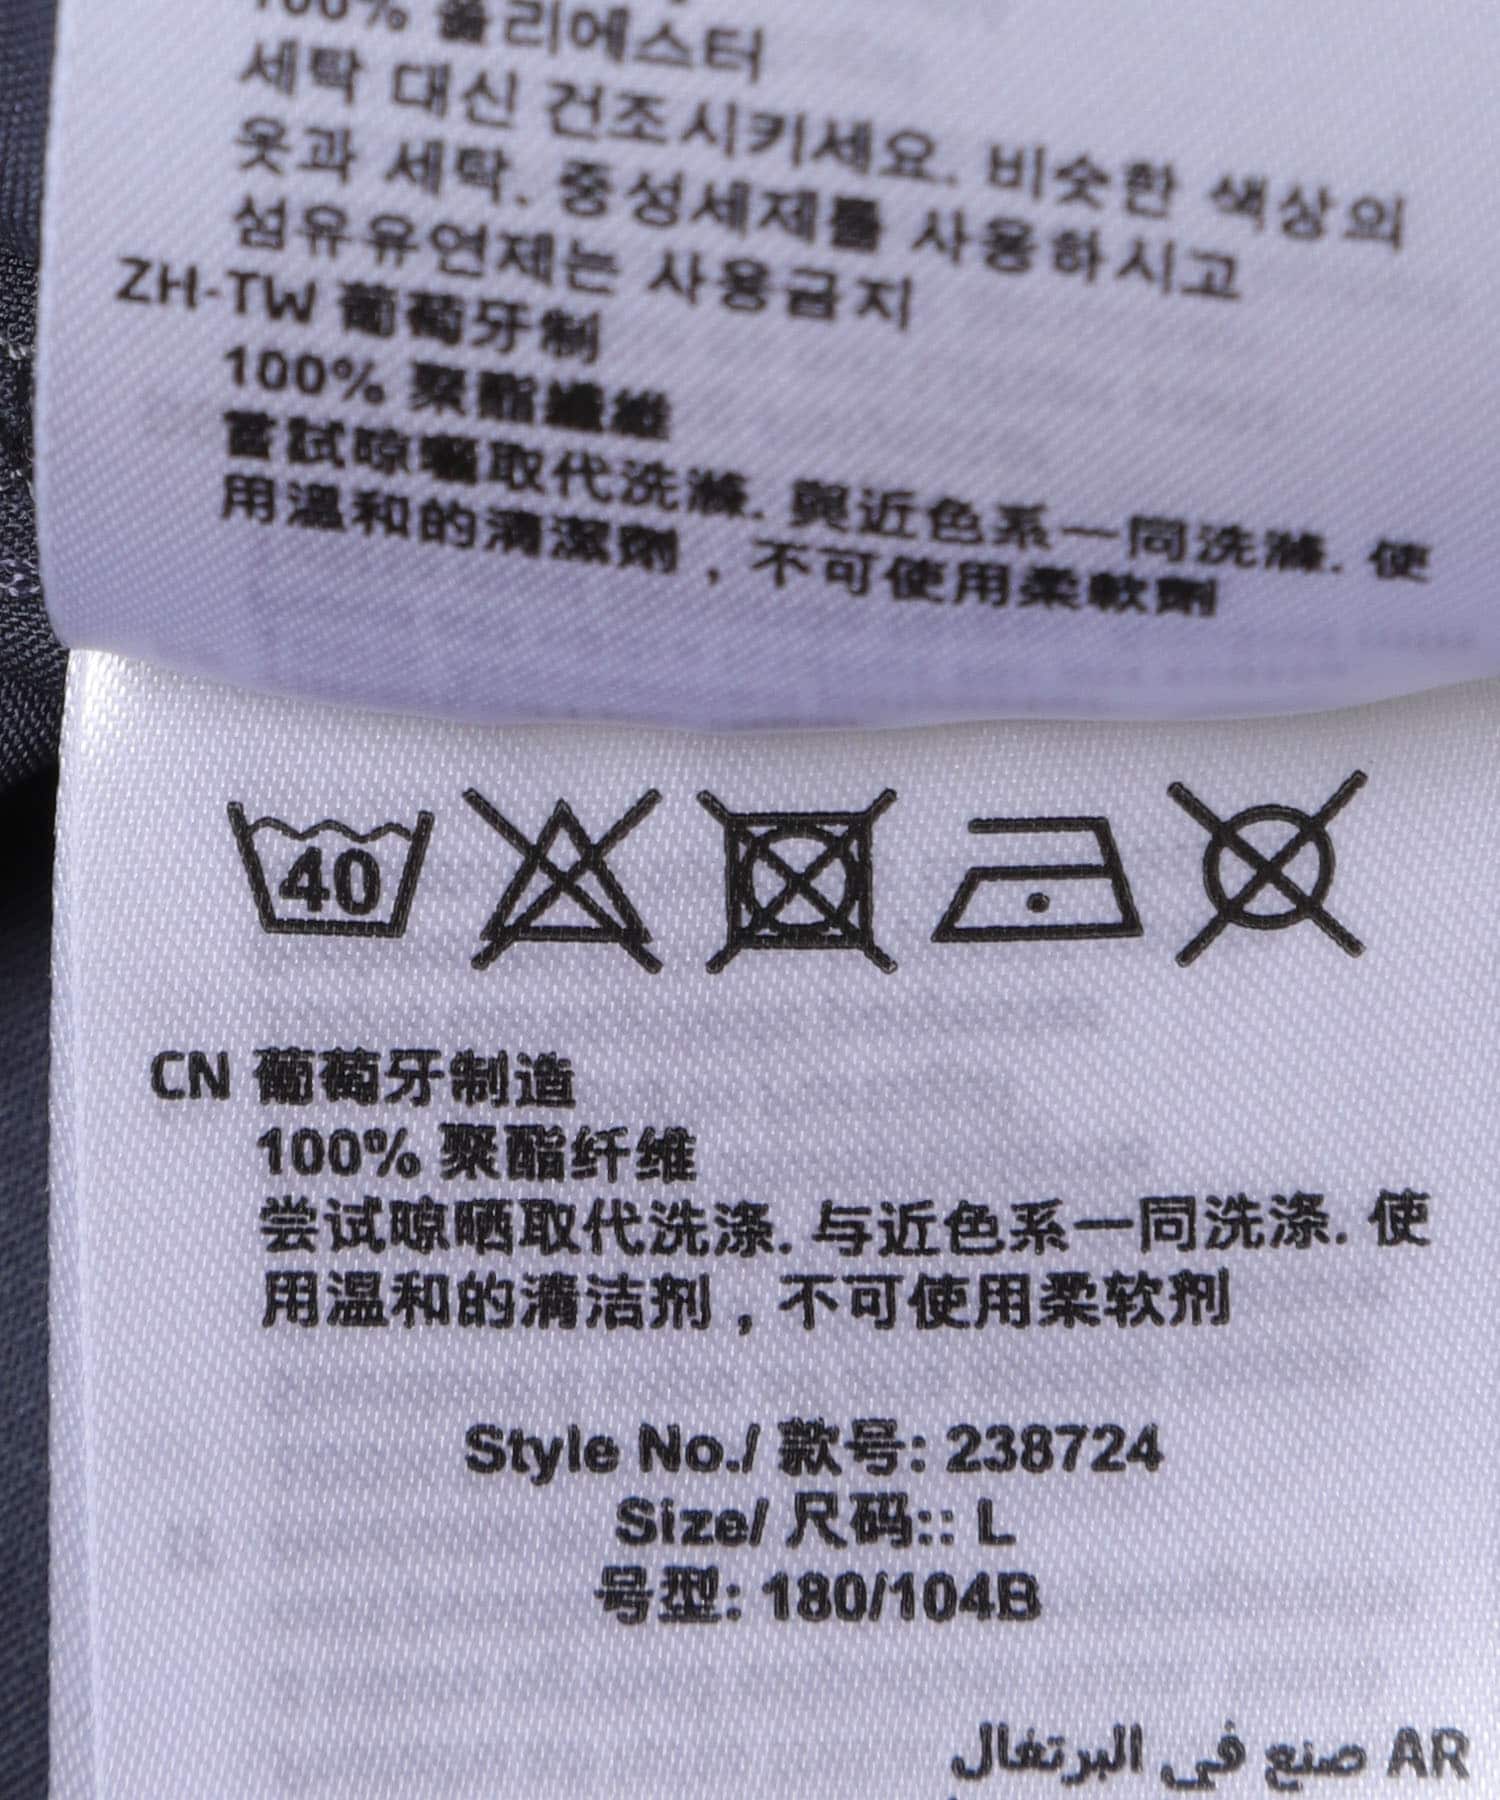 100% 폴리에스터
세탁 대신 건조시키세요. 비슷한 색상의
옷과 세탁. 중성세제를 사용하시고
섬유유연제는 사용금지
ZH-TW 葡萄牙制
100% 聚酯纖維
嘗試晾曬取代洗滌. 與近色系一同洗滌. 使
用溫和的清潔劑，不可使用柔軟劑
40
CN 葡萄牙制造
100% 聚酯纤维
尝试晾晒取代洗涤. 与近色系一同洗涤. 使
用温和的清洁剂，不可使用柔软剂
Style No./ 款号: 238724
Size/ 尺码:: L
号型: 180/104B
AR صنع في البرتغال